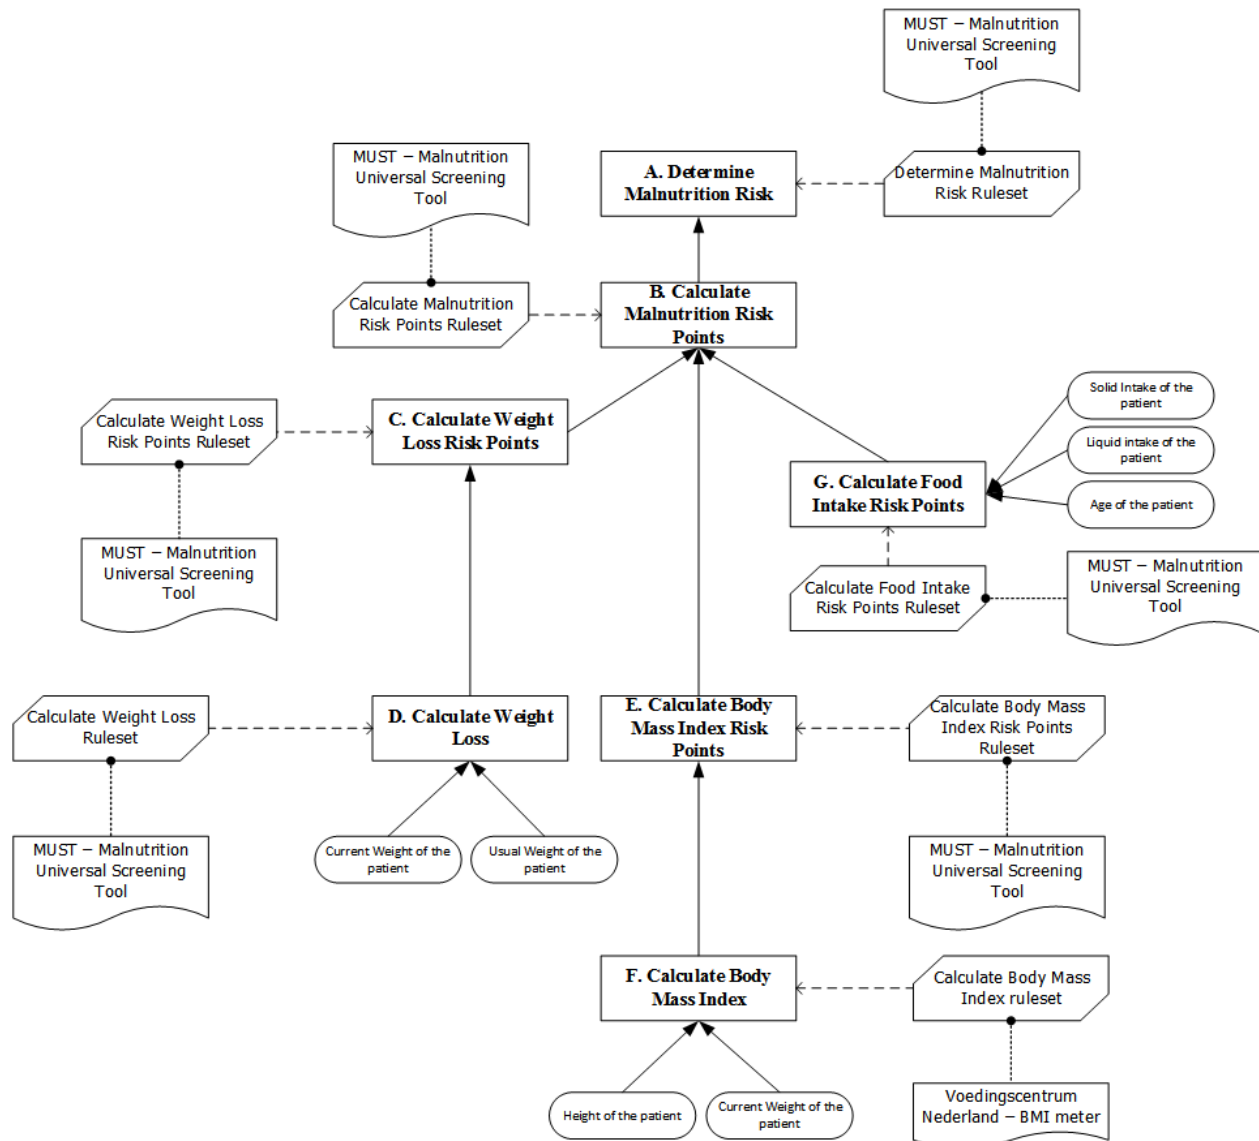 MUST – Malnutrition
Universal Screening
Tool
MUST – Malnutrition
Universal Screening
Tool
A. Determine
Malnutrition Risk
Determine Malnutrition
Risk Ruleset
Calculate Malnutrition
Risk Points Ruleset
B. Calculate
Malnutrition Risk
Points
Calculate Weight Loss
Risk Points Ruleset
C. Calculate Weight
Loss Risk Points
Solid Intake of the
patient
Liquid intake of the
patient
Age of the patient
G. Calculate Food
Intake Risk Points
MUST – Malnutrition
Universal Screening
Tool
Calculate Food Intake
Risk Points Ruleset
MUST – Malnutrition
Universal Screening
Tool
Calculate Weight Loss
Ruleset
D. Calculate Weight
Loss
E. Calculate Body
Mass Index Risk
Points
Calculate Body Mass
Index Risk Points
Ruleset
MUST – Malnutrition
Universal Screening
Tool
Current Weight of the
patient
Usual Weight of the
patient
MUST – Malnutrition
Universal Screening
Tool
F. Calculate Body
Mass Index
Calculate Body Mass
Index ruleset
Height of the patient
Current Weight of the
patient
Voedingscentrum
Nederland – BMI meter